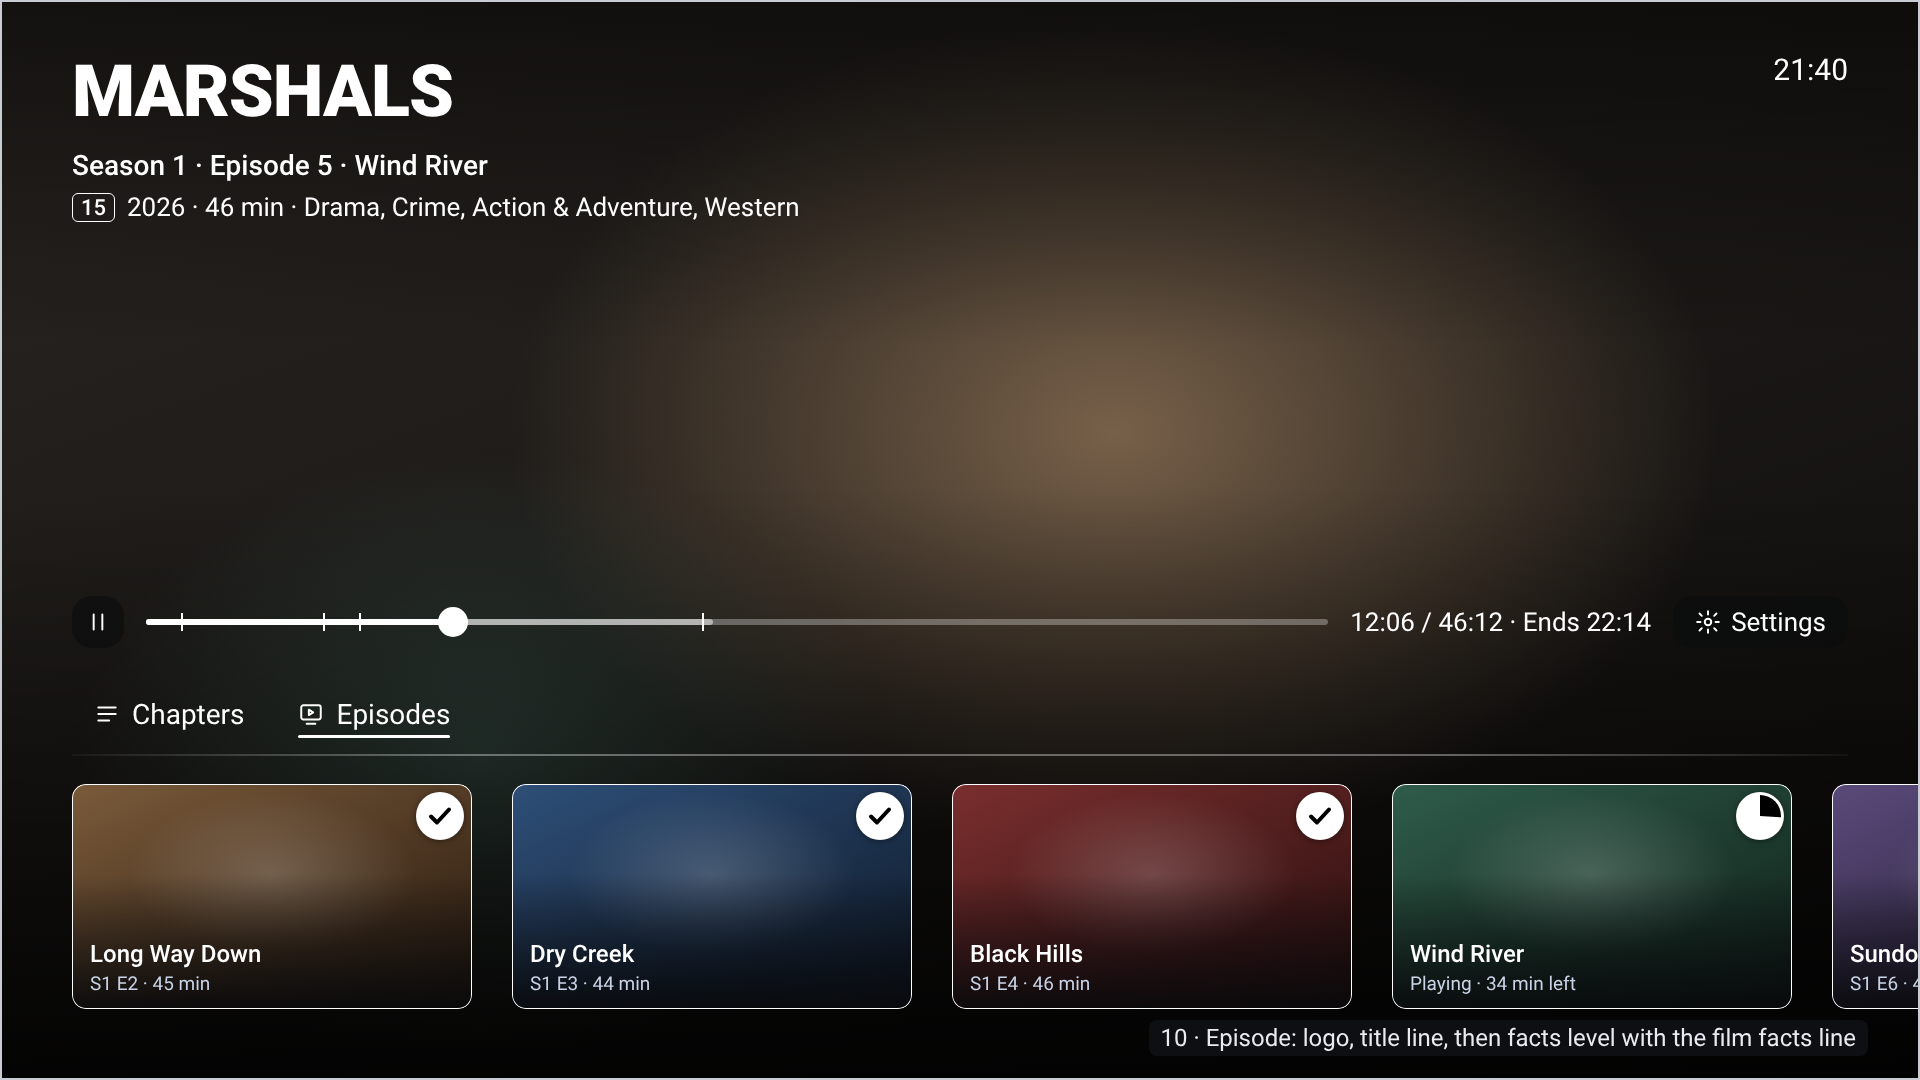 MARSHALS
21:40
Season 1 · Episode 5 · Wind River
15 2026 · 46 min · Drama, Crime, Action & Adventure, Western
12:06 / 46:12 · Ends 22:14
Settings
Chapters
Episodes
Long Way Down
S1 E2 · 45 min
Dry Creek
S1 E3 · 44 min
Black Hills
S1 E4 · 46 min
Wind River
Playing · 34 min left
S1 E6 ·
10 · Episode: logo, title line, then facts level with the film facts line